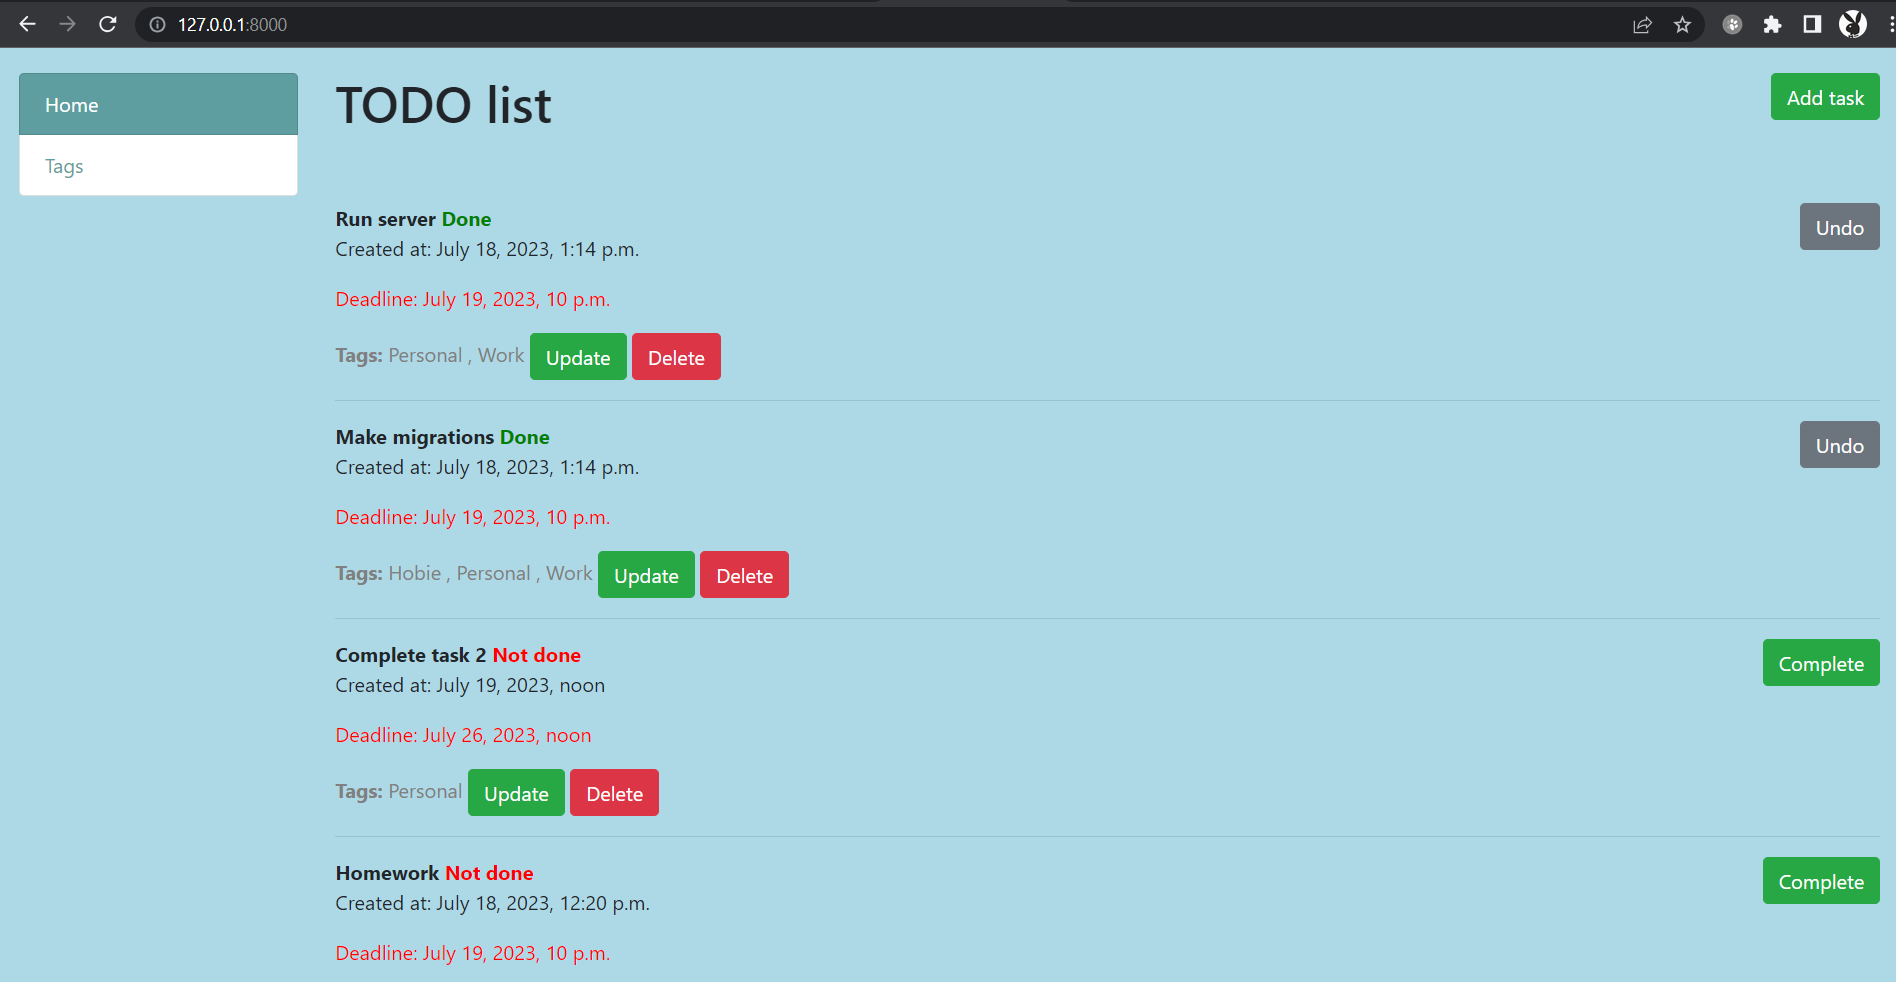 127.0.0.1:8000
Home
Tags
TODO list
Add task
Run server Done
Undo
Created at: July 18, 2023, 1:14 p.m.
Deadline: July 19, 2023, 10 p.m.
Tags: Personal , Work Update Delete
Make migrations Done
Undo
Created at: July 18, 2023, 1:14 p.m.
Deadline: July 19, 2023, 10 p.m.
Tags: Hobie , Personal , Work Update Delete
Complete task 2 Not done
Complete
Created at: July 19, 2023, noon
Deadline: July 26, 2023, noon
Tags: Personal Update Delete
Homework Not done
Complete
Created at: July 18, 2023, 12:20 p.m.
Deadline: July 19, 2023, 10 p.m.